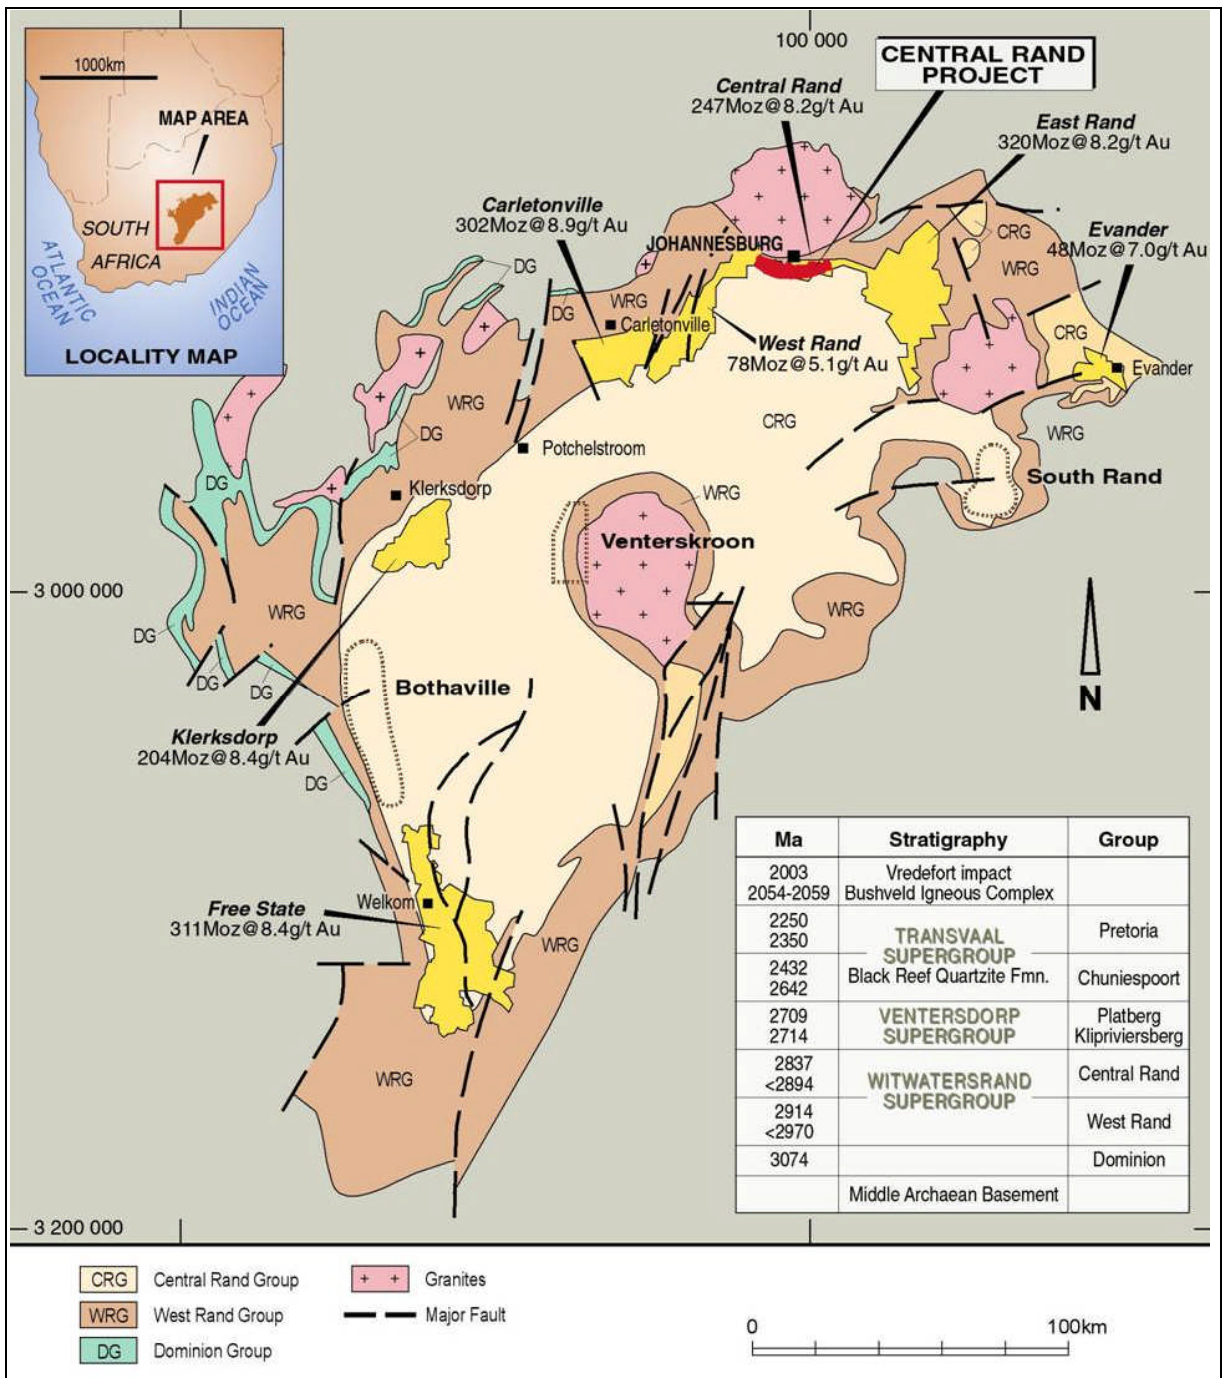 1000km
MAP AREA
SOUTH
AFRICA
ATLANTIC
OCEAN
INDIAN
OCEAN
LOCALITY MAP
100 000
CENTRAL RAND
PROJECT
Central Rand
247Moz@8.2g/t Au
East Rand
320Moz@8.2g/t Au
Carletonville
302Moz@8.9g/t Au
Evander
48Moz@7.0g/t Au
JOHANNESBURG
CRG
WRG
DG
DG
WRG
Carletonville
CRG
West Rand
78Moz@5.1g/t Au
Evander
WRG
CRG
WRG
DG
Potchelstroom
South Rand
DG
Klerksdorp
WRG
Venterskroon
3 000 000
WRG
WRG
DG
DG
DG
Bothaville
N
Klerksdorp
204Moz@8.4g/t Au
DG
Welkom
Free State
311Moz@8.4g/t Au
WRG
WRG
Ma Stratigraphy Group
2003 Vredefort impact
2054-2059 Bushveld Igneous Complex
2250
2350
TRANSVAAL
SUPERGROUP
Pretoria
2432
2642
Black Reef Quartzite Fmn.
Chuniespoort
2709
2714
VENTERSDORP
SUPERGROUP
Platberg
Klipriviersberg
2837
<2894
WITWATERSRAND
SUPERGROUP
Central Rand
2914
<2970
West Rand
3074 Dominion
Middle Archaean Basement
3 200 000
CRG Central Rand Group
WRG West Rand Group
DG Dominion Group
Granites
Major Fault
0 100km